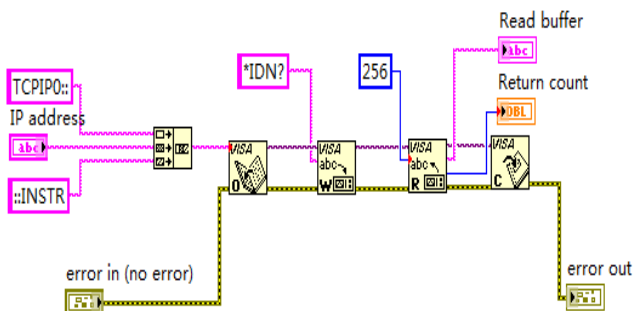 Read buffer
abc
*IDN?
256
TCPIP0::
Return count
DBL
IP address
abc
VISA
O
VISA
abc
W
VISA
abc
R
VISA
C
::INSTR
error in (no error)
error out